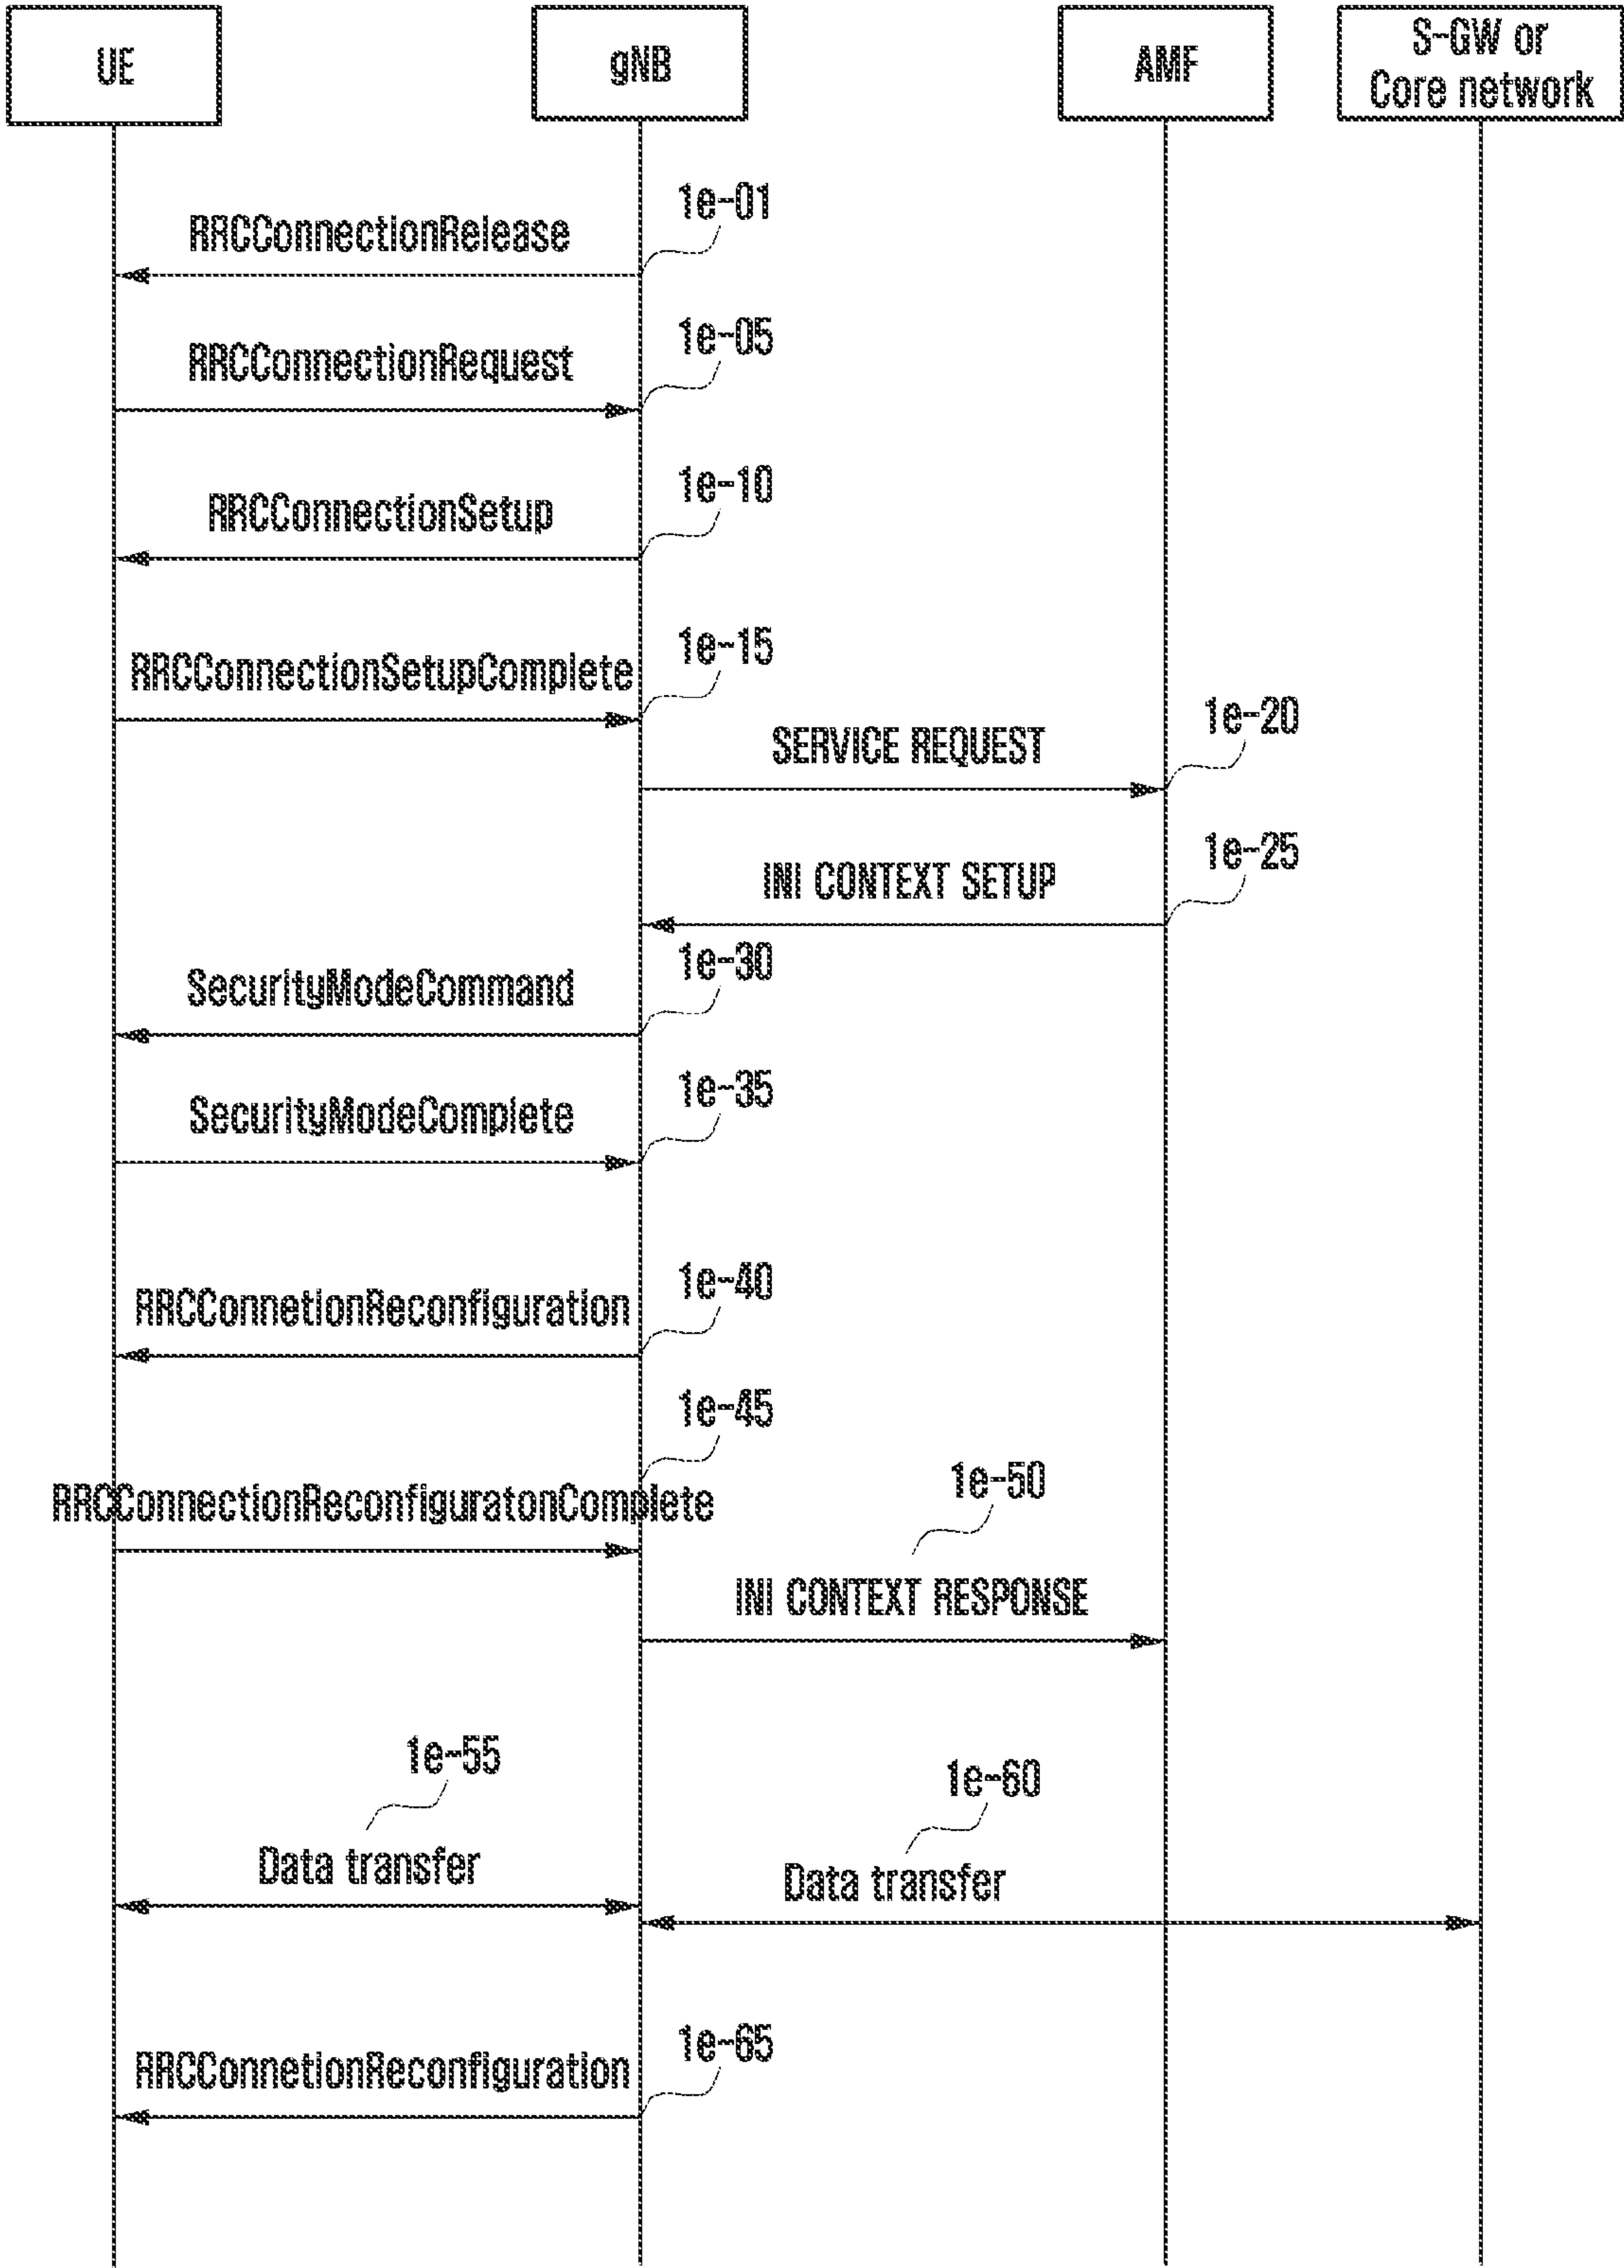 UE
gNB
AMF
S-GW or
Core network
1e-01
RRCConnectionRelease
1e-05
RRCConnectionRequest
1e-10
RRCConnectionSetup
1e-15
RRCConnectionSetupComplete
1e-20
SERVICE REQUEST
1e-25
INI CONTEXT SETUP
1e-30
SecurityModeCommand
1e-35
SecurityModeComplete
1e-40
RRCConnetionReconfiguration
1e-45
RRCConnectionReconfiguratonComplete
1e-50
INI CONTEXT RESPONSE
1e-55
Data transfer
1e-60
Data transfer
1e-65
RRCConnetionReconfiguration